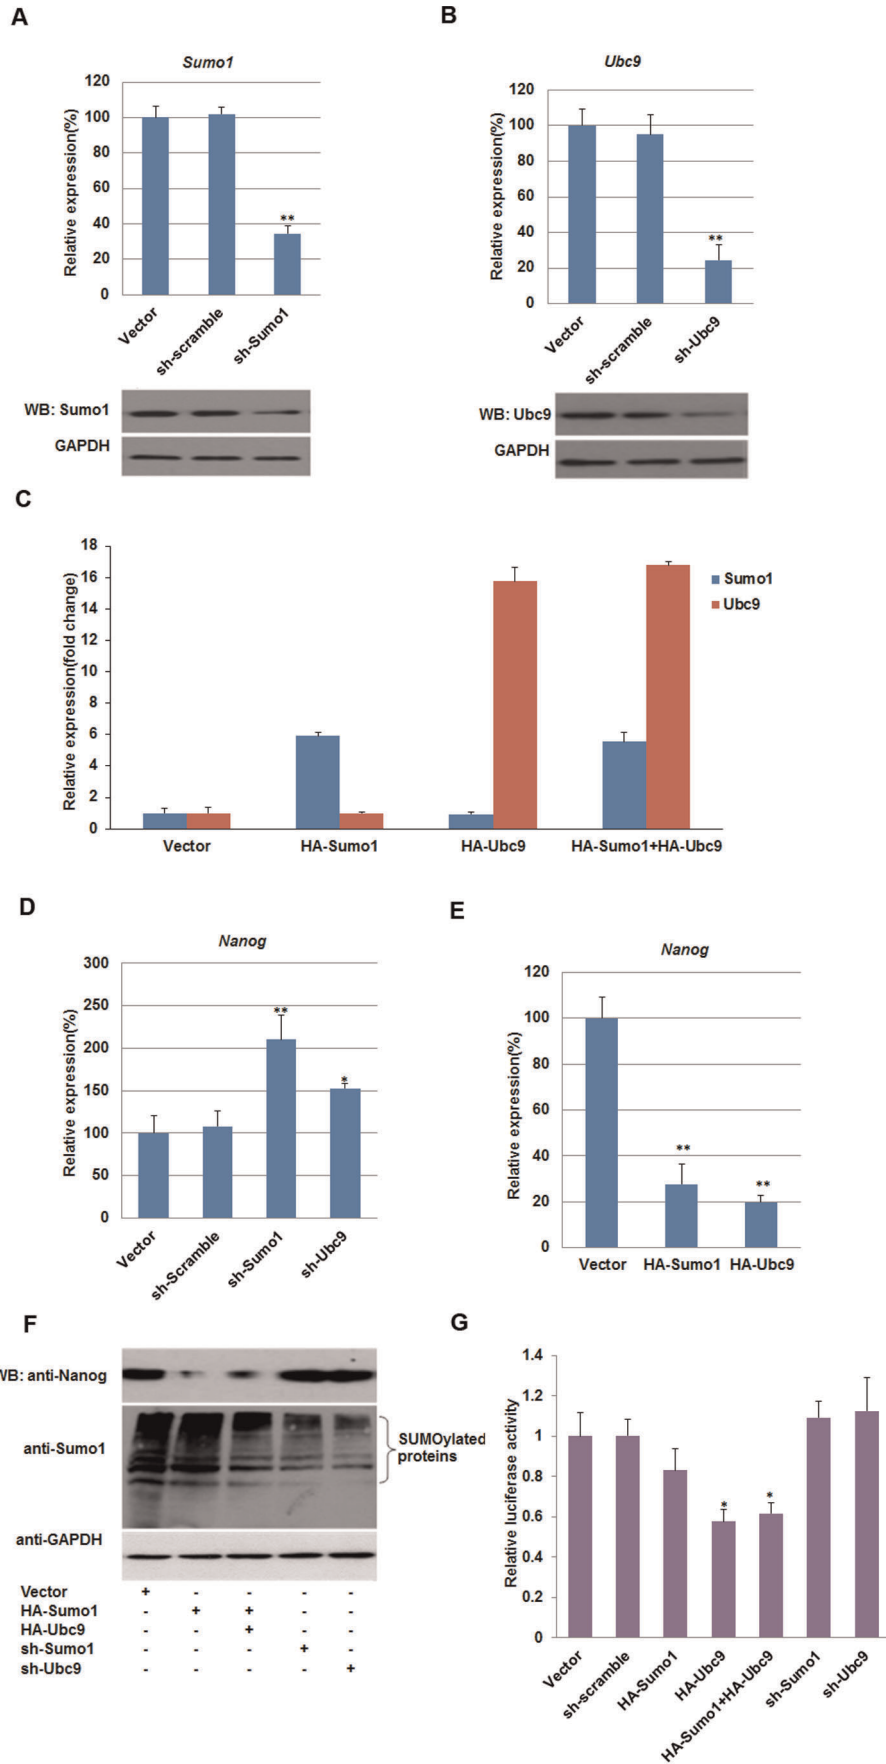 A
Sumo1
Relative expression(%)
120
100
80
60
40
20
0
**
Vector
sh-scramble
sh-Sumo1
WB: Sumo1
GAPDH
B
Ubc9
Relative expression(%)
120
100
80
60
40
20
0
**
Vector
sh-scramble
sh-Ubc9
WB: Ubc9
GAPDH
C
Relative expression(fold change)
18
16
14
12
10
8
6
4
2
0
Sumo1
Ubc9
Vector
HA-Sumo1
HA-Ubc9
HA-Sumo1+HA-Ubc9
D
Nanog
Relative expression(%)
300
250
200
150
100
50
0
**
*
Vector
sh-Scramble
sh-Sumo1
sh-Ubc9
E
Nanog
Relative expression(%)
120
100
80
60
40
20
0
**
**
Vector
HA-Sumo1
HA-Ubc9
F
WB: anti-Nanog
anti-Sumo1
SUMOylated
proteins
anti-GAPDH
Vector + - - - -
HA-Sumo1 - + + - -
HA-Ubc9 - - + - -
sh-Sumo1 - - - + -
sh-Ubc9 - - - - +
G
Relative luciferase activity
1.4
1.2
1
0.8
0.6
0.4
0.2
0
*
*
Vector
sh-scramble
HA-Sumo1
HA-Ubc9
HA-Sumo1+HA-Ubc9
sh-Sumo1
sh-Ubc9